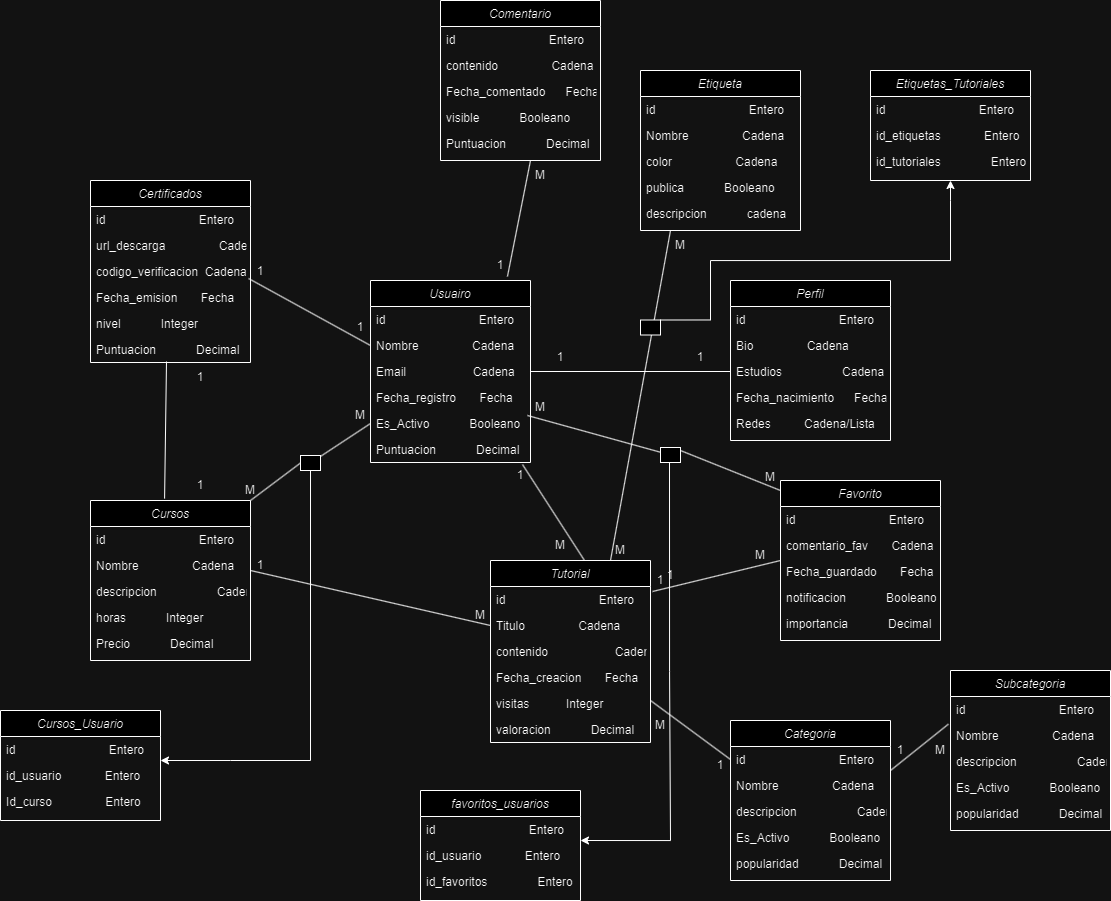 Comentario
id Entero
contenido Cadena
Fecha_comentado Fecha
visible Booleano
Puntuacion Decimal
M
1
Etiqueta
id Entero
Nombre Cadena
color Cadena
publica Booleano
descripcion cadena
M
Etiquetas_Tutoriales
id Entero
id_etiquetas Entero
id_tutoriales Entero
Certificados
id Entero
url_descarga Cade
codigo_verificacion Cadena
Fecha_emision Fecha
nivel Integer
Puntuacion Decimal
1
1
1
Usuairo
id Entero
Nombre Cadena
Email Cadena
Fecha_registro Fecha
Es_Activo Booleano
Puntuacion Decimal
1
1
M
M
1
Perfil
id Entero
Bio Cadena
Estudios Cadena
Fecha_nacimiento Fecha
Redes Cadena/Lista
1
M
Cursos
id Entero
Nombre Cadena
descripcion Cade
horas Integer
Precio Decimal
1
M
M
M
Tutorial
id Entero
Titulo Cadena
contenido Cader
Fecha_creacion Fecha
visitas Integer
valoracion Decimal
1
1
M
M
M
Favorito
id Entero
comentario_fav Cadena
Fecha_guardado Fecha
notificacion Booleano
importancia Decimal
Cursos_Usuario
id Entero
id_usuario Entero
Id_curso Entero
favoritos_usuarios
id Entero
id_usuario Entero
id_favoritos Entero
1
Categoria
id Entero
Nombre Cadena
descripcion Cade
Es_Activo Booleano
popularidad Decimal
1
M
Subcategoria
id Entero
Nombre Cadena
descripcion Cade
Es_Activo Booleano
popularidad Decimal